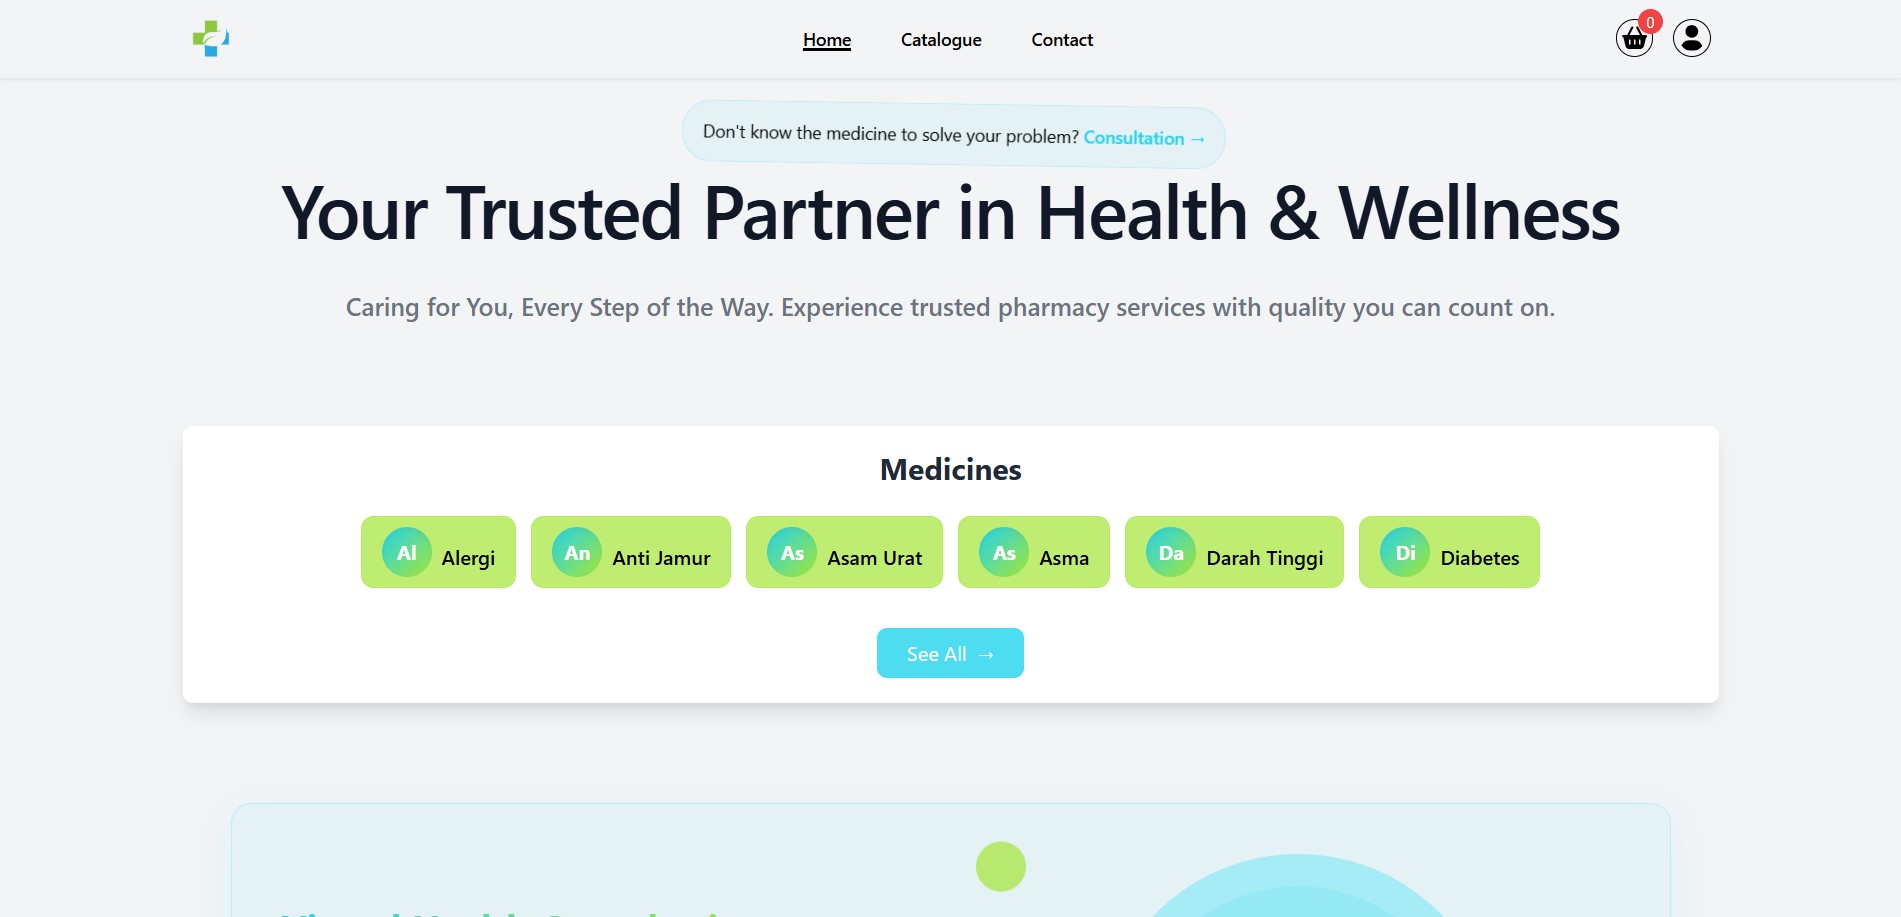 Home Catalogue Contact 0
Don't know the medicine to solve your problem? Consultation →
Your Trusted Partner in Health & Wellness
Caring for You, Every Step of the Way. Experience trusted pharmacy services with quality you can count on.
Medicines
Al Alergi An Anti Jamur As Asam Urat As Asma Da Darah Tinggi Di Diabetes
See All →